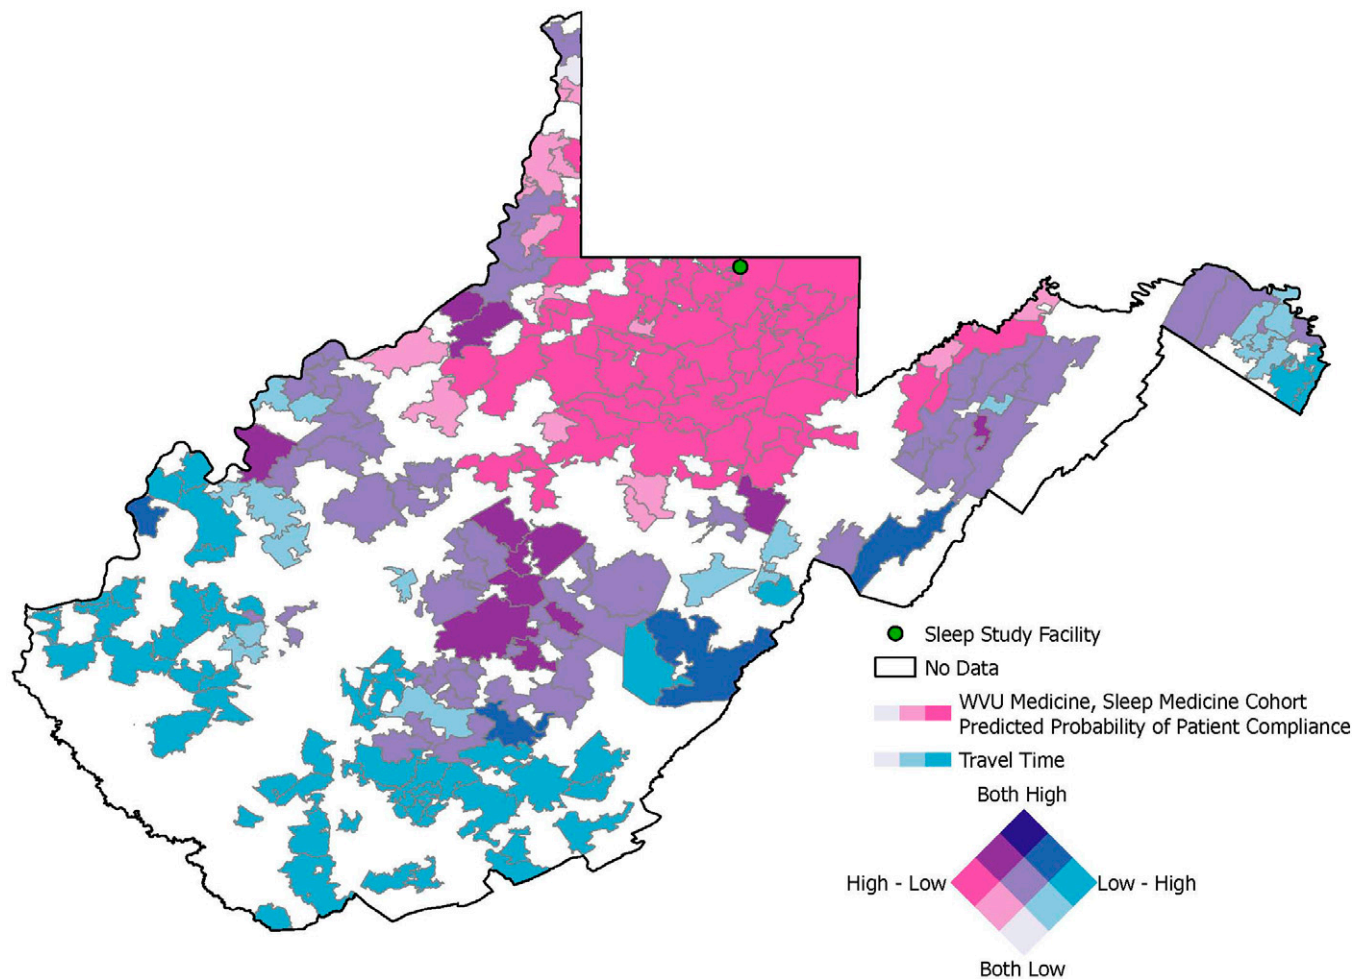 Sleep Study Facility
No Data
WVU Medicine, Sleep Medicine Cohort
Predicted Probability of Patient Compliance
Travel Time
Both High
High - Low
Low - High
Both Low